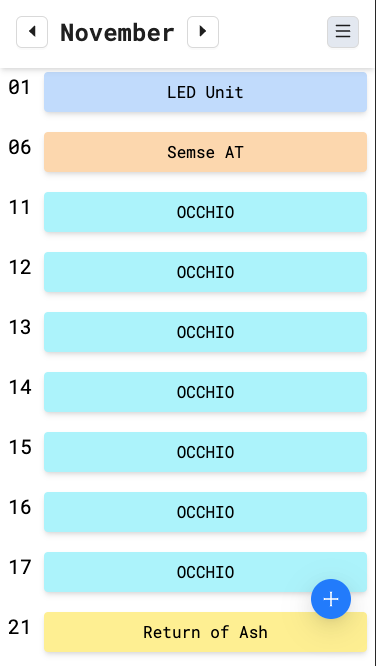 November
01 LED Unit
06 Semse AT
11 OCCHIO
12 OCCHIO
13 OCCHIO
14 OCCHIO
15 OCCHIO
16 OCCHIO
17 OCCHIO
21 Return of Ash